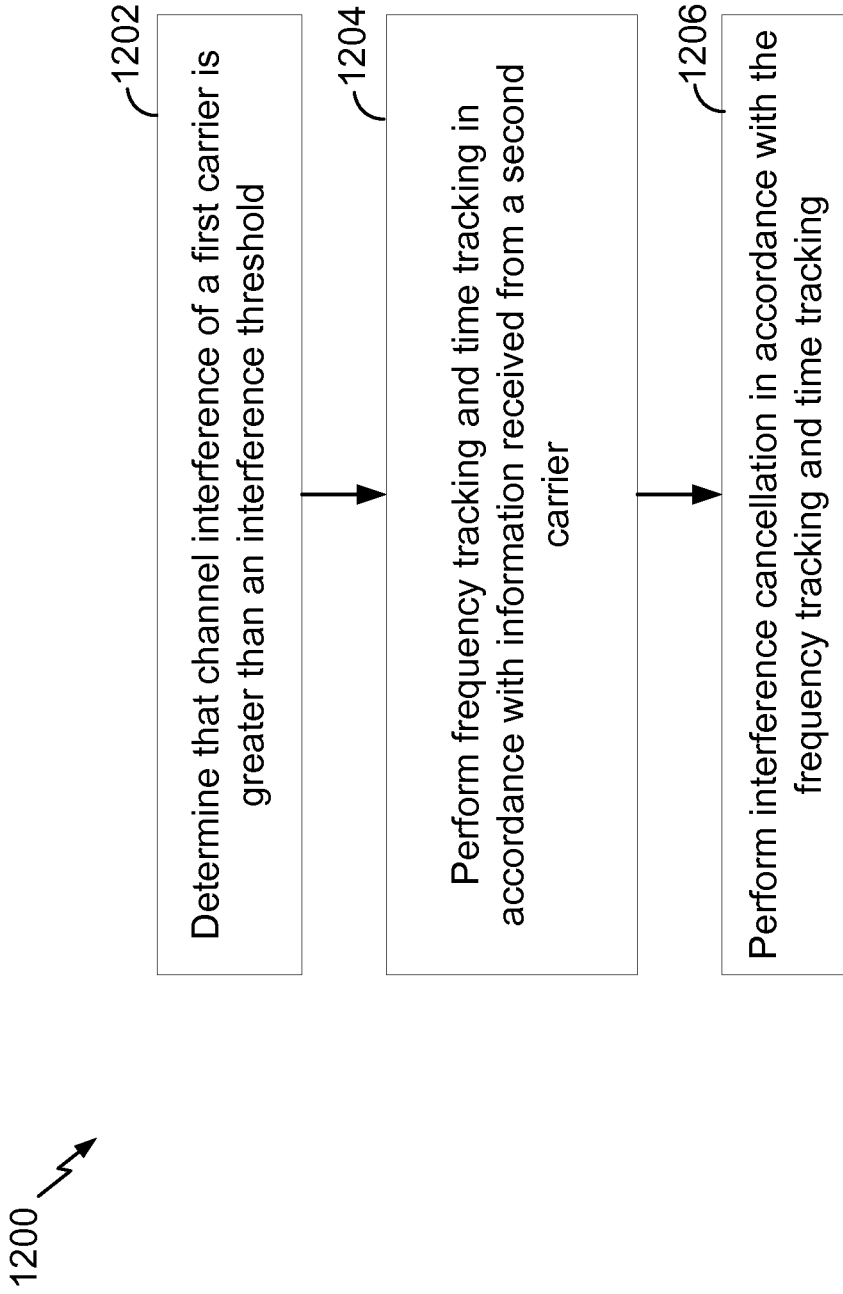 1200
1202
Determine that channel interference of a first carrier is
greater than an interference threshold
1204
Perform frequency tracking and time tracking in
accordance with information received from a second
carrier
1206
Perform interference cancellation in accordance with the
frequency tracking and time tracking